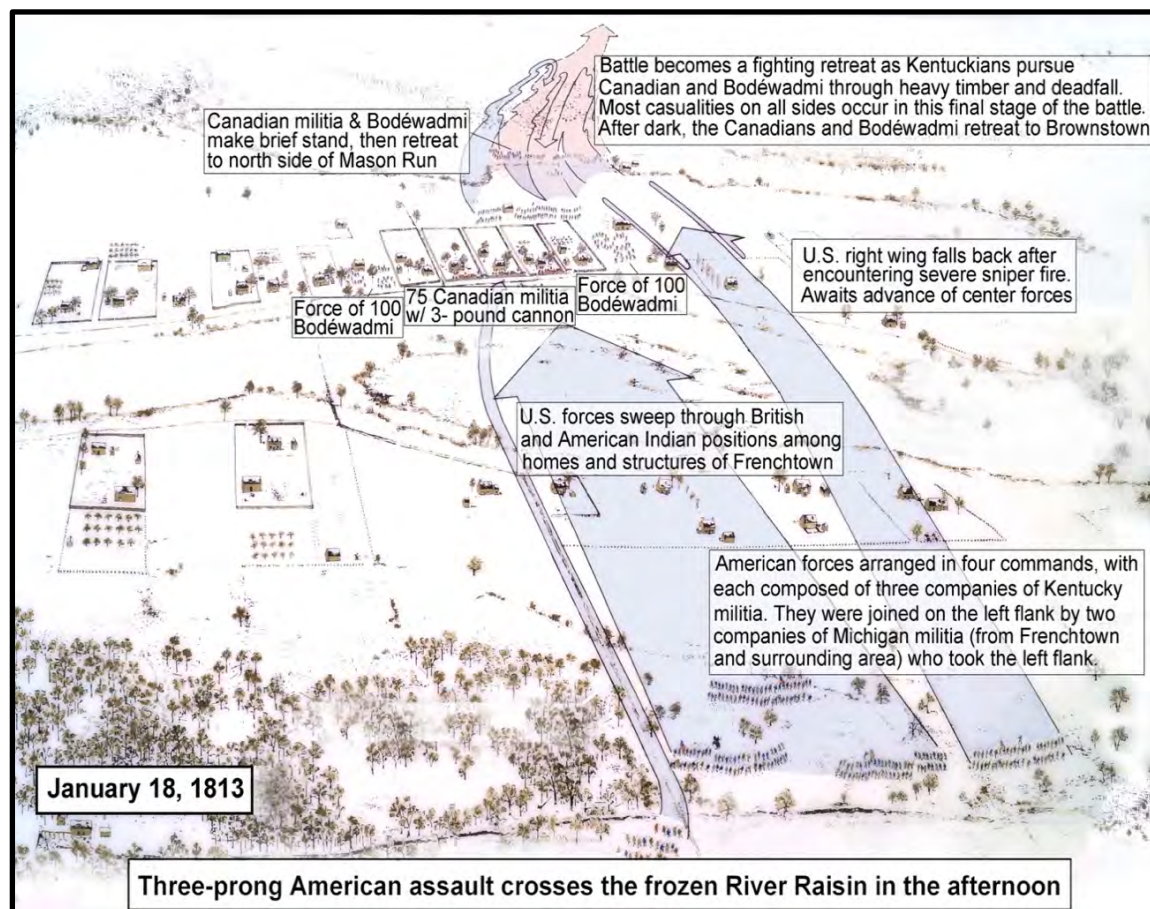 Battle becomes a fighting retreat as Kentuckians pursue
Canadian and Bodéwadmi through heavy timber and deadfall.
Most casualities on all sides occur in this final stage of the battle.
After dark, the Canadians and Bodéwadmi retreat to Brownstown
Canadian militia & Bodéwadmi
make brief stand, then retreat
to north side of Mason Run
U.S. right wing falls back after
encountering severe sniper fire.
Awaits advance of center forces
Force of 100
Bodéwadmi
75 Canadian militia
w/ 3- pound cannon
Force of 100
Bodéwadmi
U.S. forces sweep through British
and American Indian positions among
homes and structures of Frenchtown
American forces arranged in four commands, with
each composed of three companies of Kentucky
militia. They were joined on the left flank by two
companies of Michigan militia (from Frenchtown
and surrounding area) who took the left flank.
January 18, 1813
Three-prong American assault crosses the frozen River Raisin in the afternoon